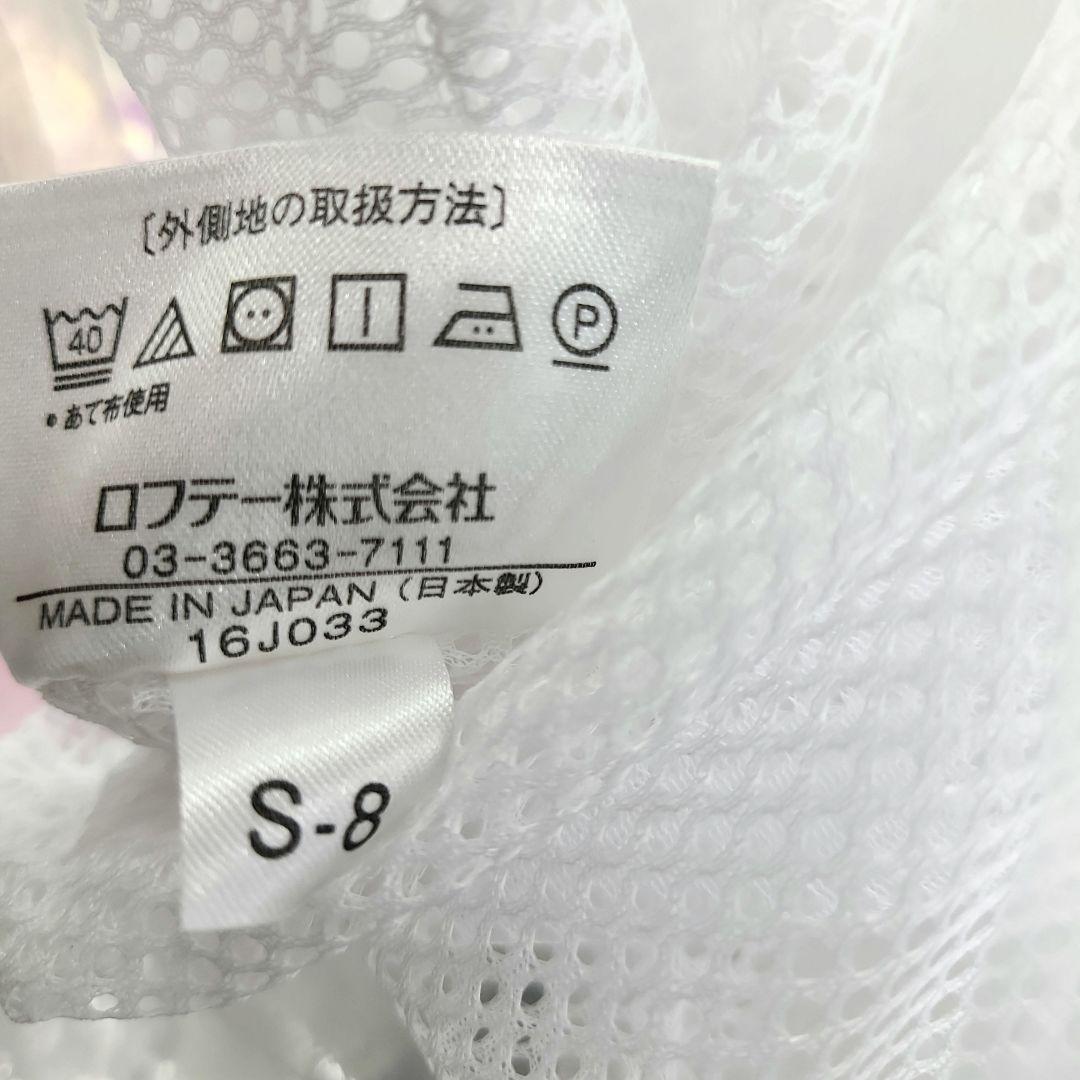 〔外側地の取扱方法〕
40 P
•あて布使用
ロフテー株式会社
03-3663-7111
MADE IN JAPAN (日本製)
16J033
S-8